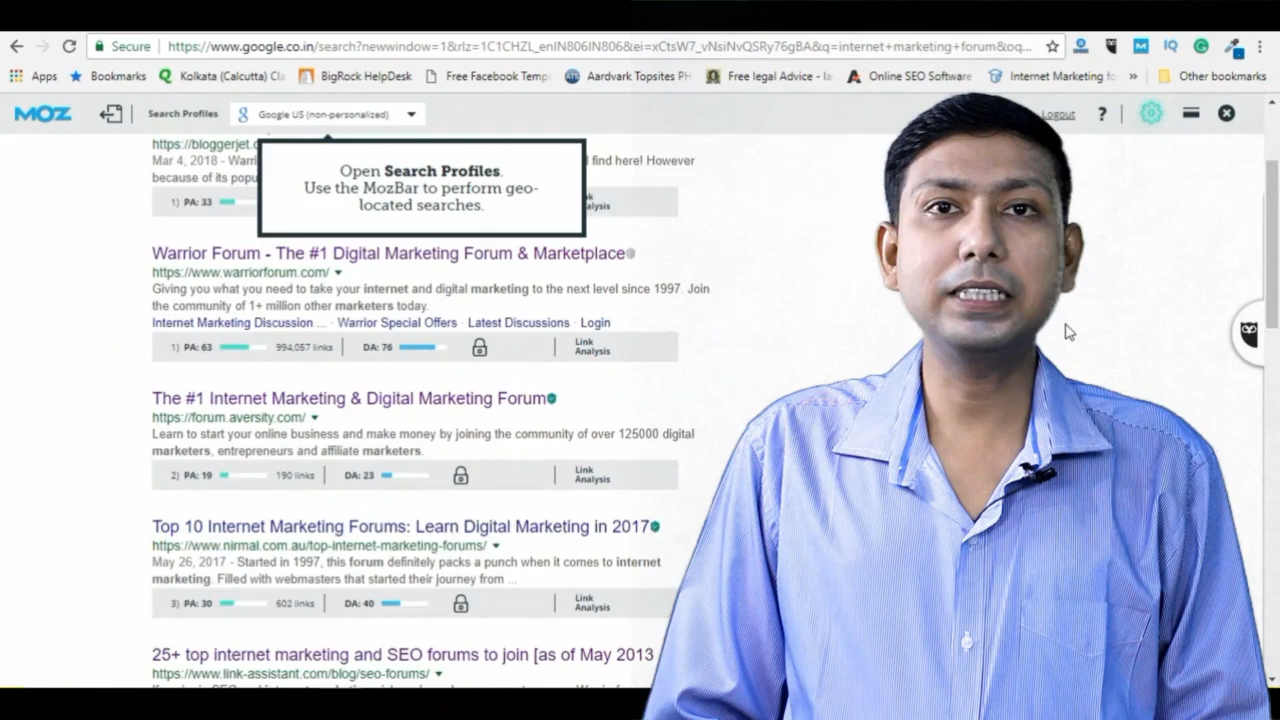 Secure
https://www.google.co.in/search?newwindow=1&rlz=1C1CHZL_enIN806IN806&ei=xCtsW7_vNsiNvQSRy76gBA&q=internet+marketing+forum&oq...
Apps
Bookmarks
Kolkata (Calcutta) Cl
BigRock HelpDesk
Free Facebook Temp
Aardvark Topsites PH
Free legal Advice - la
Online SEO Software
Internet Marketing fo
Other bookmarks
MOZ
Search Profiles
Google US (non-personalized)
Logout
?
https://bloggerjet.c
Mar 4, 2018 - Warri
find here! However
because of its popu
1) PA: 33
alysis
Open Search Profiles.
Use the MozBar to perform geo-
located searches.
Warrior Forum - The #1 Digital Marketing Forum & Marketplace
https://www.warriorforum.com/
Giving you what you need to take your internet and digital marketing to the next level since 1997. Join
the community of 1+ million other marketers today.
Internet Marketing Discussion ... · Warrior Special Offers · Latest Discussions · Login
1) PA: 63
994,057 links
DA: 76
Link
Analysis
The #1 Internet Marketing & Digital Marketing Forum
https://forum.aversity.com/
Learn to start your online business and make money by joining the community of over 125000 digital
marketers, entrepreneurs and affiliate marketers.
2) PA: 19
190 links
DA: 23
Link
Analysis
Top 10 Internet Marketing Forums: Learn Digital Marketing in 2017
https://www.nirmal.com.au/top-internet-marketing-forums/
May 26, 2017 - Started in 1997, this forum definitely packs a punch when it comes to internet
marketing. Filled with webmasters that started their journey from ...
3) PA: 30
602 links
DA: 40
Link
Analysis
25+ top internet marketing and SEO forums to join [as of May 2013
https://www.link-assistant.com/blog/seo-forums/